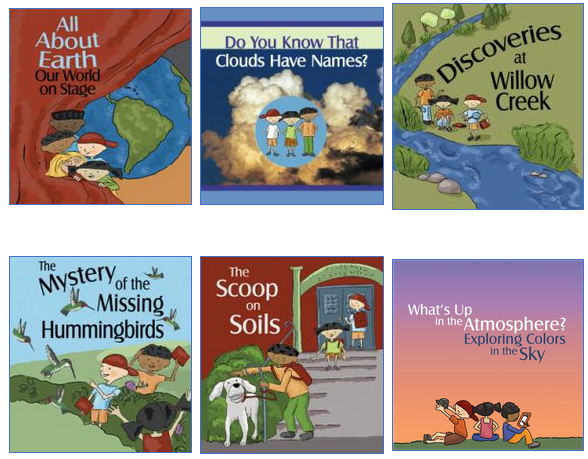 All
About
Earth
Our World
on Stage
Do You Know That
Clouds Have Names?
Discoveries
at
Willow
Creek
The
Mystery of the
Missing
Hummingbirds
The
Scoop
on
Soils
What's Up
in the Atmosphere?
Exploring Colors
in the Sky